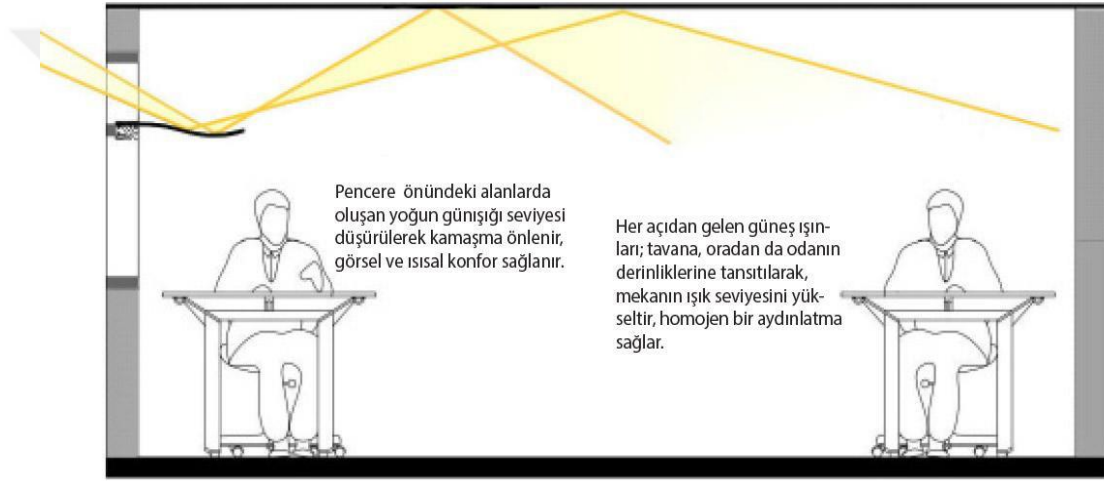 Pencere önündeki alanlarda
oluşan yoğun günışığı seviyesi
düşürülerek kamaşma önlenir,
görsel ve ısısal konfor sağlanır.
Her açıdan gelen güneş ışın-
ları; tavana, oradan da odanın
derinliklerine tansıtılarak,
mekanın ışık seviyesini yük-
seltir, homojen bir aydınlatma
sağlar.